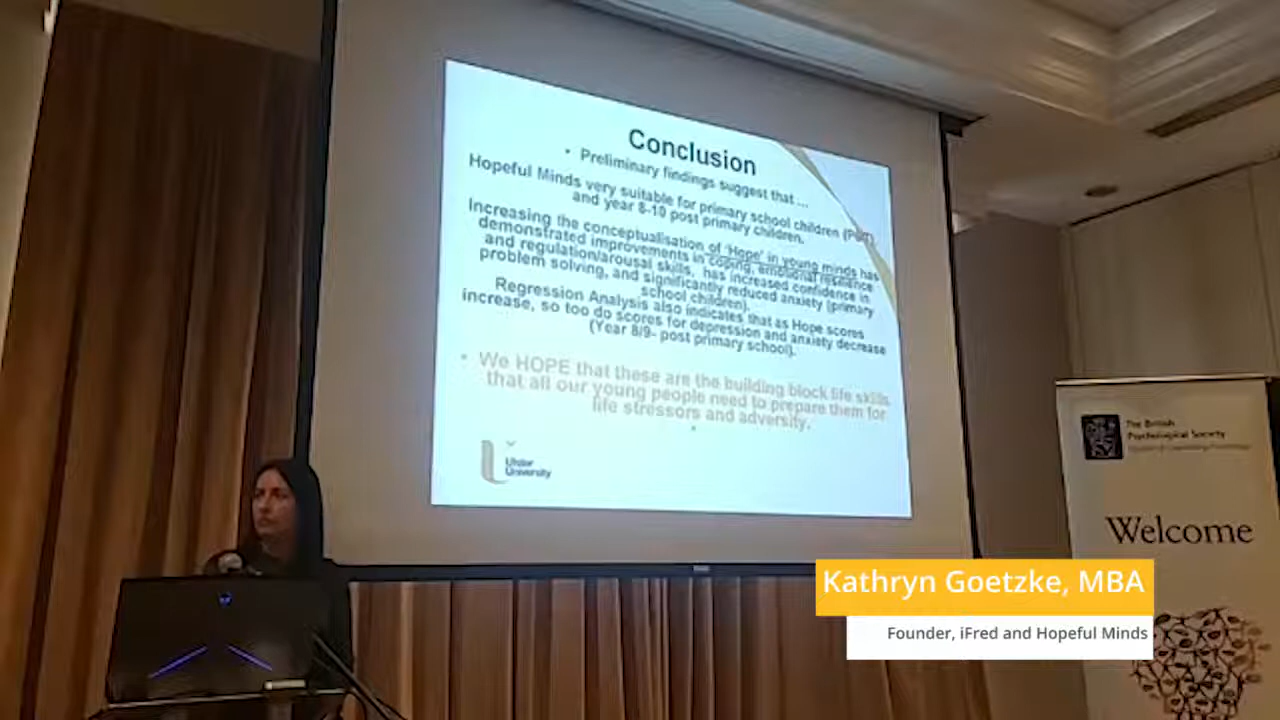 Conclusion
• Preliminary findings suggest that ...
Hopeful Minds very suitable for primary school children (P6/7)
and year 8-10 post primary children.
Increasing the conceptualisation of 'Hope' in young minds has
demonstrated improvements in coping, emotional resilience
and regulation/arousal skills, has increased confidence in
problem solving, and significantly reduced anxiety (primary
school children).
Regression Analysis also indicates that as Hope scores
increase, so too do scores for depression and anxiety decrease
(Year 8/9- post primary school).
• We HOPE that these are the building block life skills
that all our young people need to prepare them for
life stressors and adversity.
Ulster
University
The British
Psychological Society
Welcome
Kathryn Goetzke, MBA
Founder, iFred and Hopeful Minds